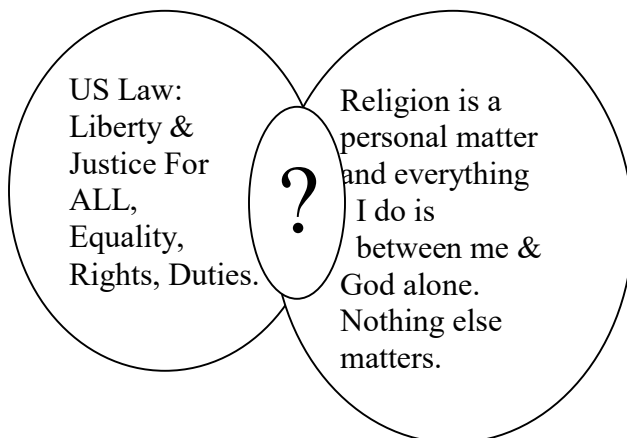 US Law:
Liberty &
Justice For
ALL,
Equality,
Rights, Duties.
?
Religion is a
personal matter
and everything
I do is
between me &
God alone.
Nothing else
matters.